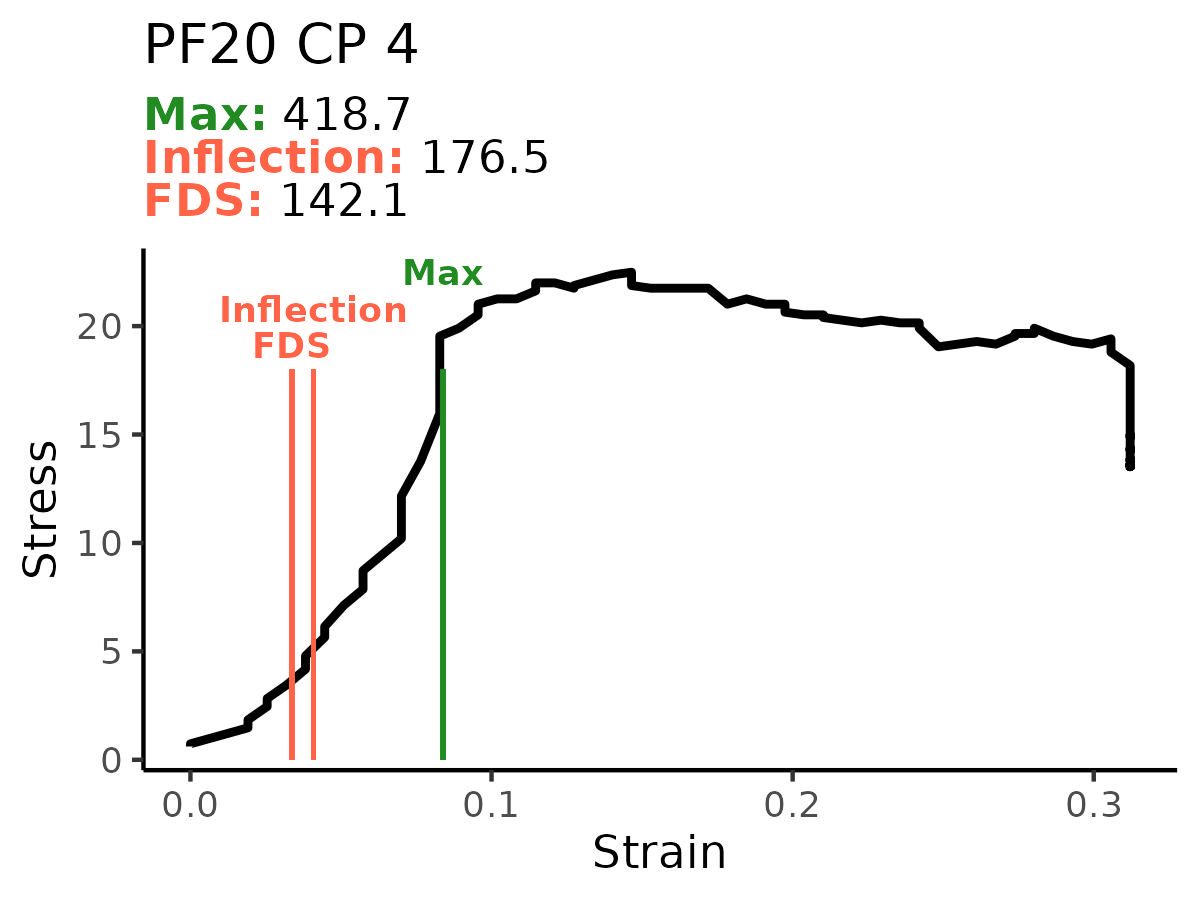 PF20 CP 4
Max: 418.7
Inflection: 176.5
FDS: 142.1
Max
Inflection
FDS
20
15
10
5
0
Stress
0.0 0.1 0.2 0.3
Strain